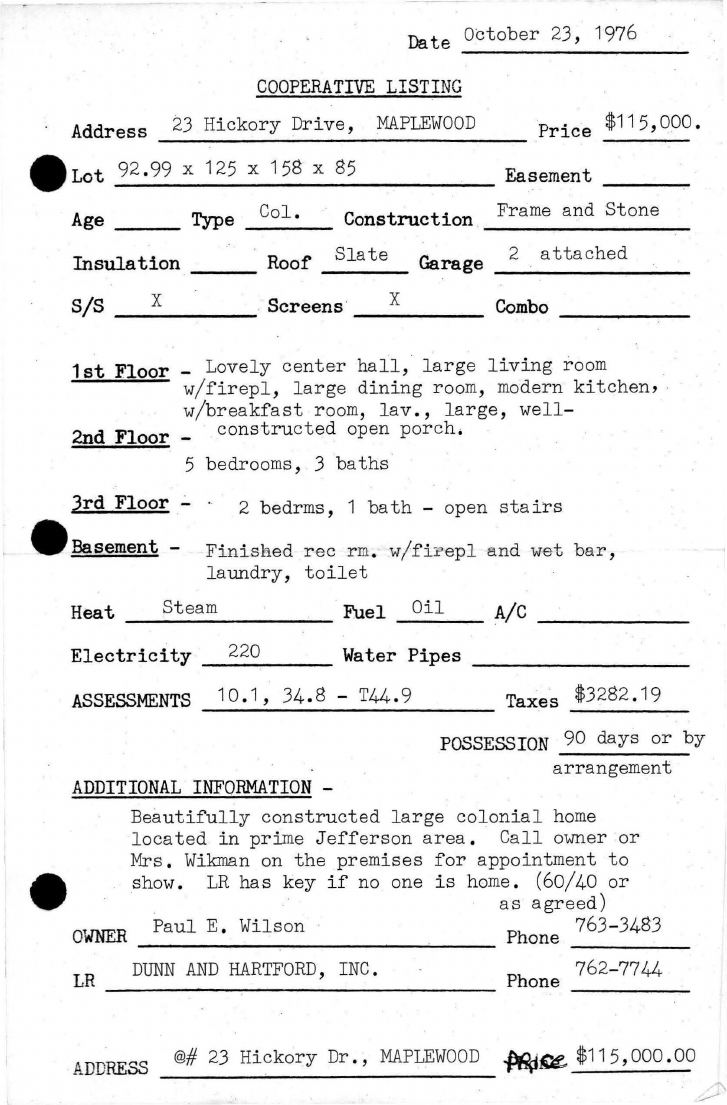 Date October 23, 1976
COOPERATIVE LISTING
Address 23 Hickory Drive, MAPLEWOOD Price $115,000.
Lot 92.99 x 125 x 158 x 85 Easement
Age Type Col. Construction Frame and Stone
Insulation Roof Slate Garage 2 attached
S/S X Screens X Combo
1st Floor - Lovely center hall, large living room
w/firepl, large dining room, modern kitchen,
w/breakfast room, lav., large, well-
constructed open porch.
2nd Floor -
5 bedrooms, 3 baths
3rd Floor - 2 bedrms, 1 bath - open stairs
Basement - Finished rec rm. w/firepl and wet bar,
laundry, toilet
Heat Steam Fuel Oil A/C
Electricity 220 Water Pipes
ASSESSMENTS 10.1, 34.8 - T44.9 Taxes $3282.19
POSSESSION 90 days or by
arrangement
ADDITIONAL INFORMATION -
Beautifully constructed large colonial home
located in prime Jefferson area. Call owner or
Mrs. Wikman on the premises for appointment to
show. LR has key if no one is home. (60/40 or
as agreed)
OWNER Paul E. Wilson Phone 763-3483
LR DUNN AND HARTFORD, INC. Phone 762-7744
ADDRESS @# 23 Hickory Dr., MAPLEWOOD PRice $115,000.00